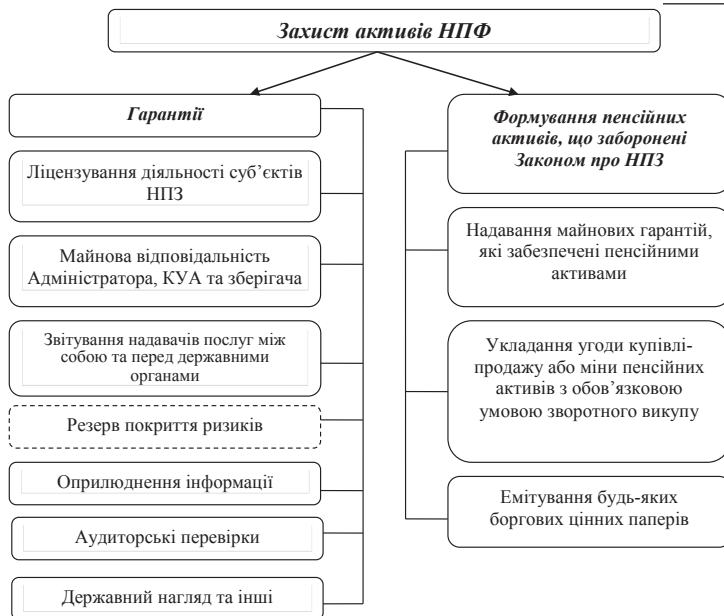 Захист активів НПФ
Гарантії
Ліцензування діяльності суб’єктів
НПЗ
Майнова відповідальність
Адміністратора, КУА та зберігача
Звітування надавачів послуг між
собою та перед державними
органами
Резерв покриття ризиків
Оприлюднення інформації
Аудиторські перевірки
Державний нагляд та інші
Формування пенсійних
активів, що заборонені
Законом про НПЗ
Надавання майнових гарантій,
які забезпечені пенсійними
активами
Укладання угоди купівлі-
продажу або міни пенсійних
активів з обов’язковою
умовою зворотного викупу
Емітування будь-яких
боргових цінних паперів